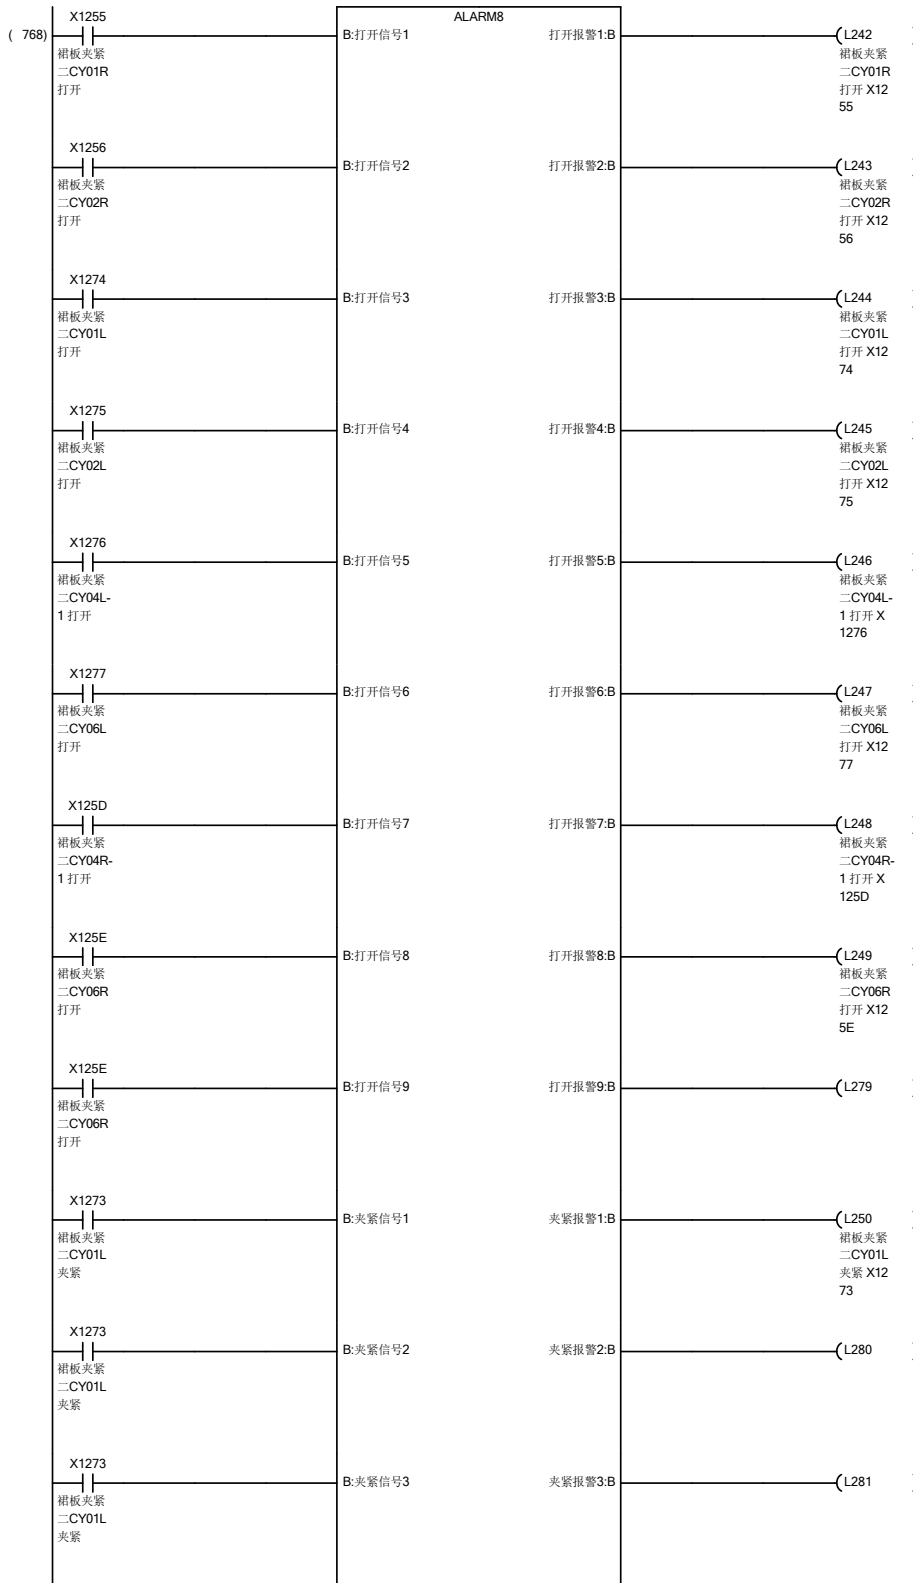 ALARM8
X1255
( 768)
B:打开信号1
打开报警1:B
L242
裙板夹紧
二CY01R
打开
裙板夹紧
二CY01R
打开 X12
55
X1256
B:打开信号2
打开报警2:B
L243
裙板夹紧
二CY02R
打开
裙板夹紧
二CY02R
打开 X12
56
X1274
B:打开信号3
打开报警3:B
L244
裙板夹紧
二CY01L
打开
裙板夹紧
二CY01L
打开 X12
74
X1275
B:打开信号4
打开报警4:B
L245
裙板夹紧
二CY02L
打开
裙板夹紧
二CY02L
打开 X12
75
X1276
B:打开信号5
打开报警5:B
L246
裙板夹紧
二CY04L-
1 打开
裙板夹紧
二CY04L-
1 打开 X
1276
X1277
B:打开信号6
打开报警6:B
L247
裙板夹紧
二CY06L
打开
裙板夹紧
二CY06L
打开 X12
77
X125D
B:打开信号7
打开报警7:B
L248
裙板夹紧
二CY04R-
1 打开
裙板夹紧
二CY04R-
1 打开 X
125D
X125E
B:打开信号8
打开报警8:B
L249
裙板夹紧
二CY06R
打开
裙板夹紧
二CY06R
打开 X12
5E
X125E
B:打开信号9
打开报警9:B
L279
裙板夹紧
二CY06R
打开
X1273
B:夹紧信号1
夹紧报警1:B
L250
裙板夹紧
二CY01L
夹紧
裙板夹紧
二CY01L
夹紧 X12
73
X1273
B:夹紧信号2
夹紧报警2:B
L280
裙板夹紧
二CY01L
夹紧
X1273
B:夹紧信号3
夹紧报警3:B
L281
裙板夹紧
二CY01L
夹紧